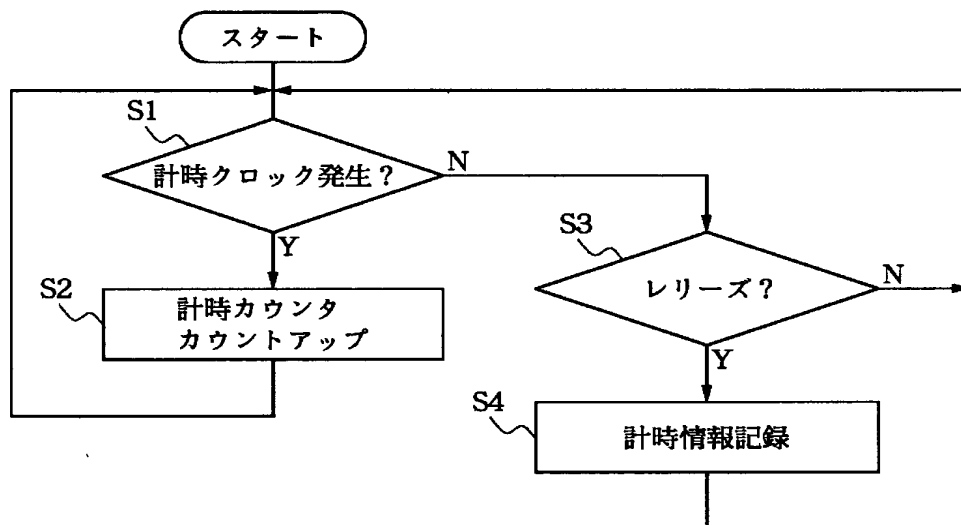 スタート
S1
計時クロック発生?
N
Y
S2
計時カウンタ
カウントアップ
S3
レリーズ?
N
Y
S4
計時情報記録